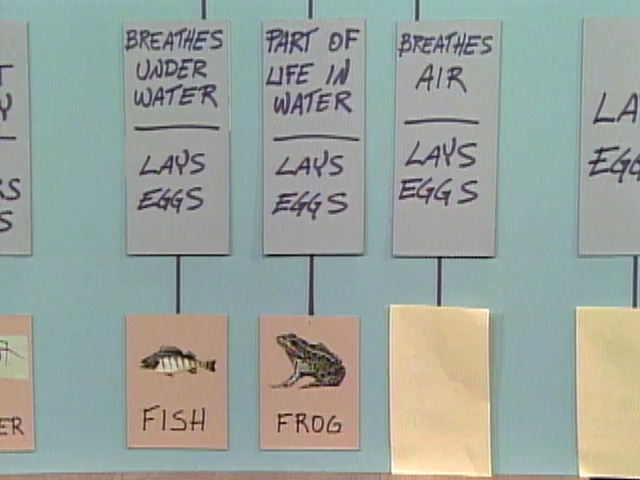 BREATHES
UNDER
WATER
LAYS
EGGS
PART OF
LIFE IN
WATER
LAYS
EGGS
BREATHES
AIR
LAYS
EGGS
FISH
FROG